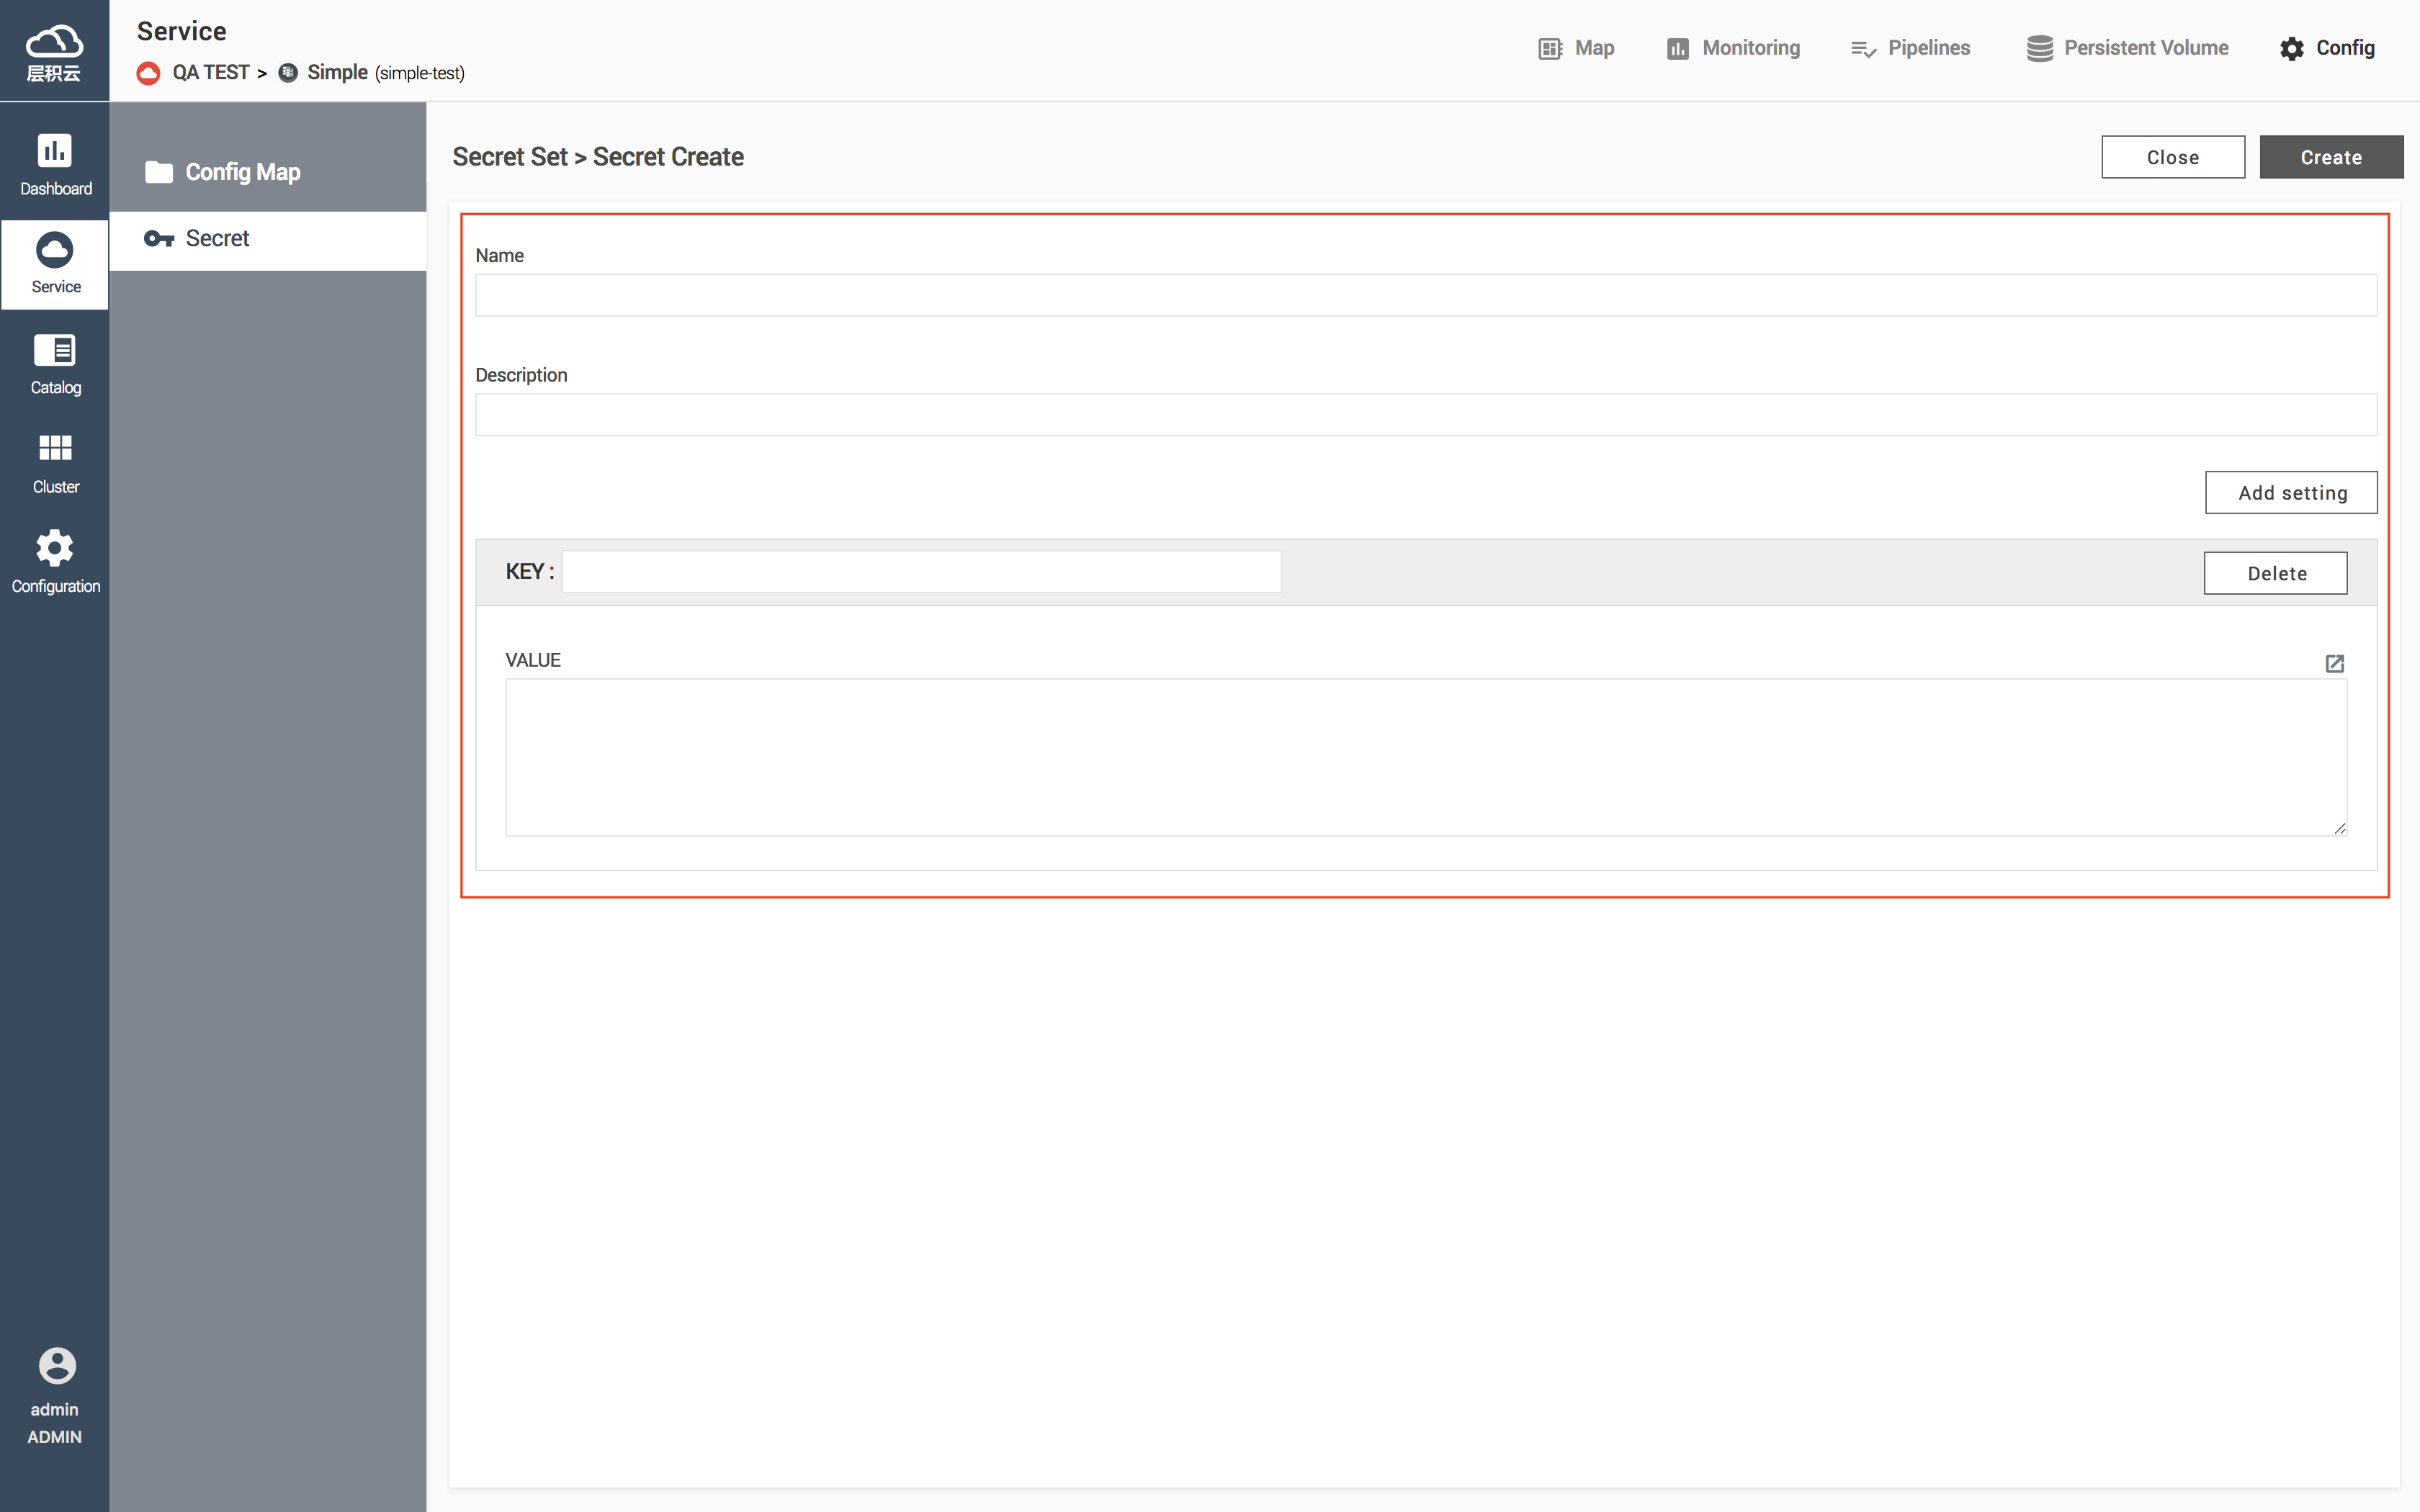 层积云
Service
QA TEST > Simple (simple-test)
Map
Monitoring
Pipelines
Persistent Volume
Config
Dashboard
Service
Catalog
Cluster
Configuration
admin
ADMIN
Config Map
Secret
Secret Set > Secret Create
Close
Create
Name
Description
Add setting
KEY :
Delete
VALUE